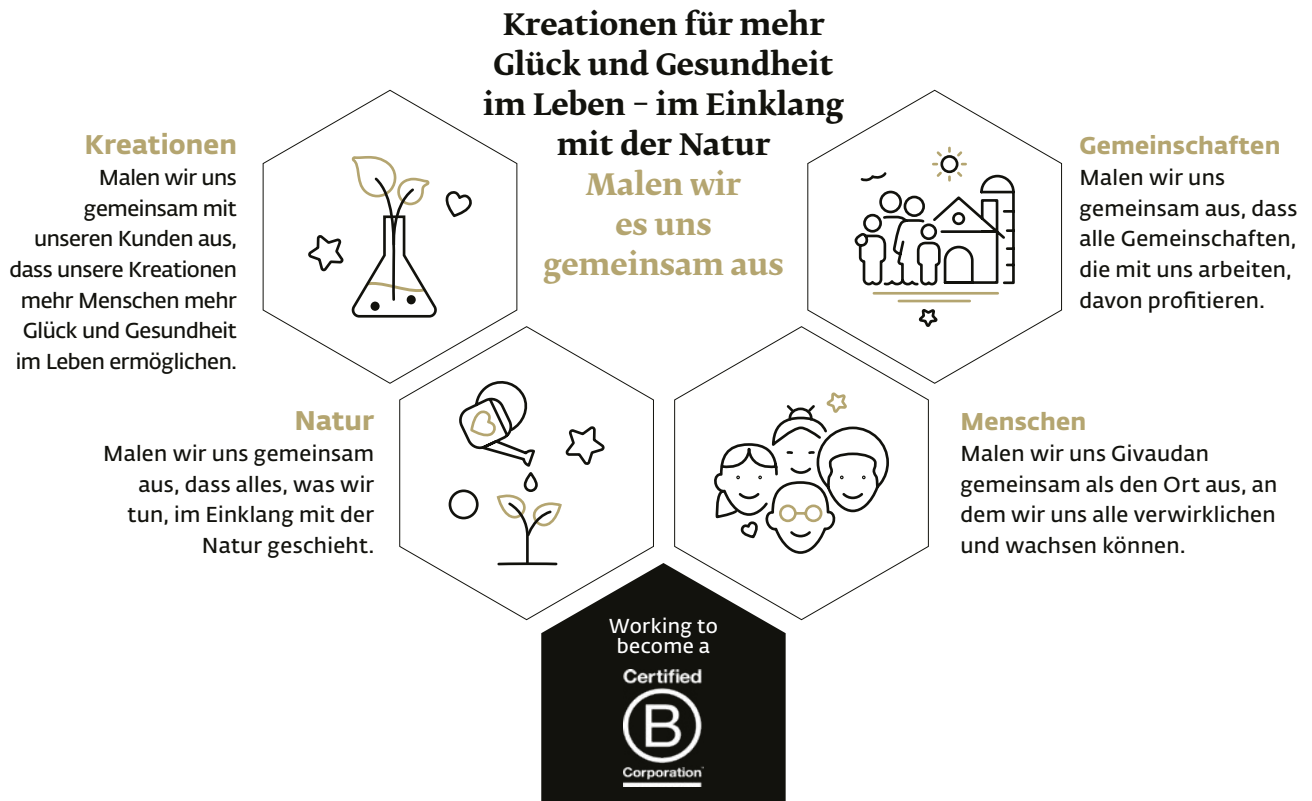 Kreationen für mehr
Glück und Gesundheit
im Leben – im Einklang
mit der Natur
Malen wir
es uns
gemeinsam aus
Kreationen
Malen wir uns
gemeinsam mit
unseren Kunden aus,
dass unsere Kreationen
mehr Menschen mehr
Glück und Gesundheit
im Leben ermöglichen.
Gemeinschaften
Malen wir uns
gemeinsam aus, dass
alle Gemeinschaften,
die mit uns arbeiten,
davon profitieren.
Natur
Malen wir uns gemeinsam
aus, dass alles, was wir
tun, im Einklang mit der
Natur geschieht.
Menschen
Malen wir uns Givaudan
gemeinsam als den Ort aus, an
dem wir uns alle verwirklichen
und wachsen können.
Working to
become a
Certified
B
Corporation